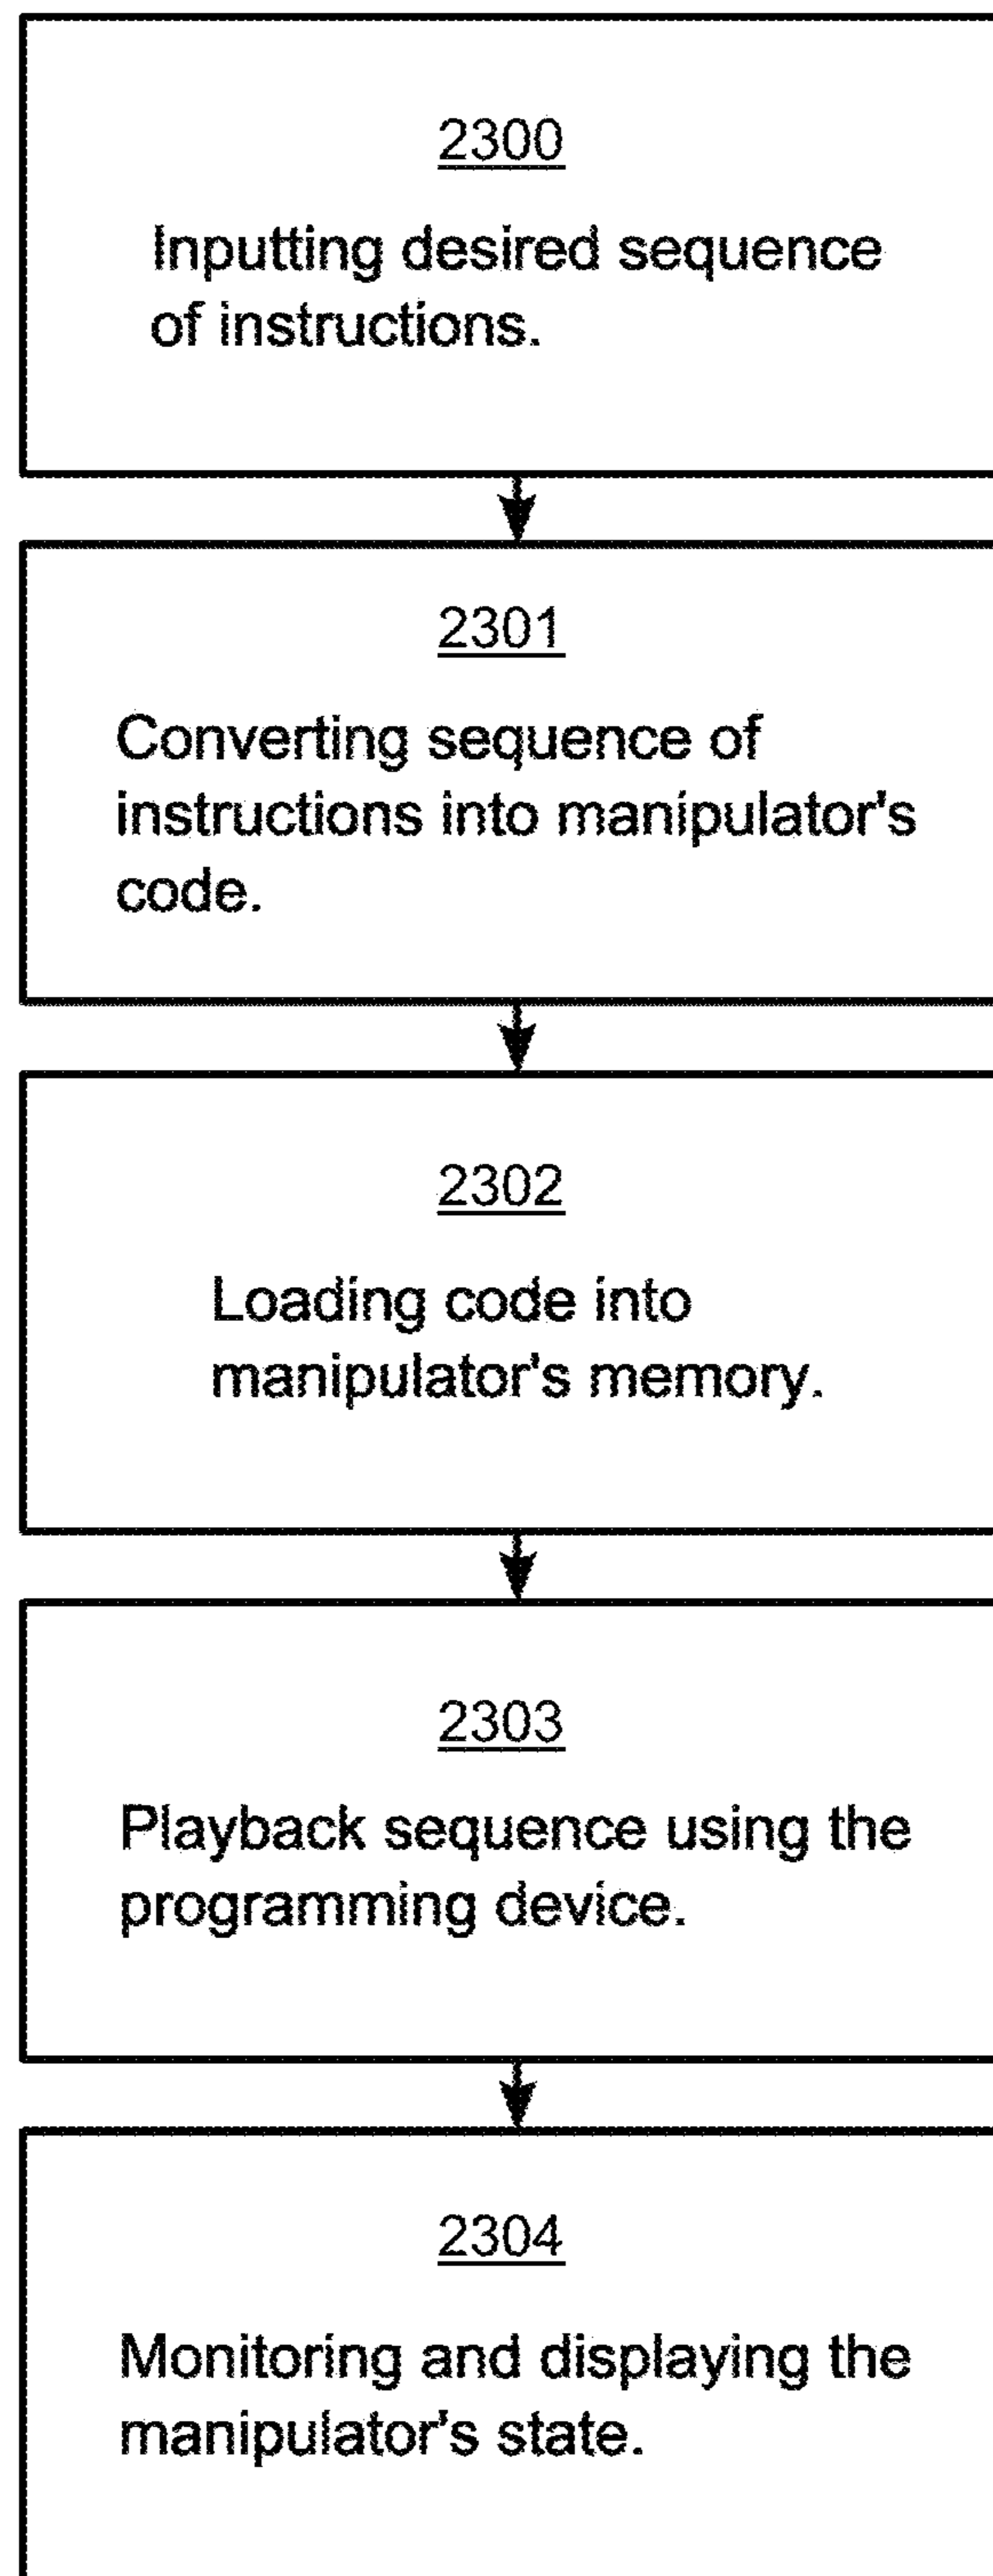 2300
Inputting desired sequence
of instructions.
2301
Converting sequence of
instructions into manipulator's
code.
2302
Loading code into
manipulator's memory.
2303
Playback sequence using the
programming device.
2304
Monitoring and displaying the
manipulator's state.